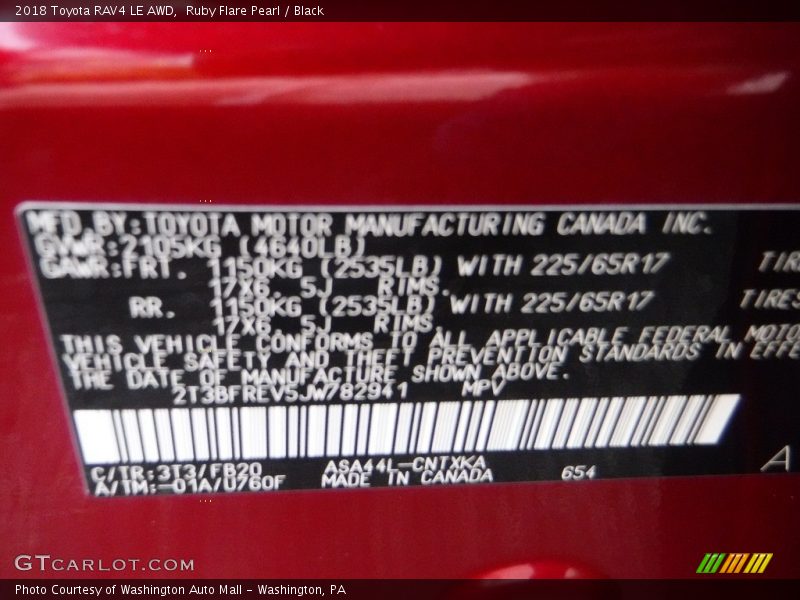 2018 Toyota RAV4 LE AWD,  Ruby Flare Pearl / Black
MFD.BY:TOYOTA MOTOR MANUFACTURING CANADA INC.
GVWR:2105KG (4640LB)
GAWR:FRT. 1150KG (2535LB) WITH 225/65R17 TIRE
17X6.5J RIMS.
RR. 1150KG (2535LB) WITH 225/65R17 TIRES
17X6.5J RIMS.
THIS VEHICLE CONFORMS TO ALL APPLICABLE FEDERAL MOTO
VEHICLE SAFETY AND THEFT PREVENTION STANDARDS IN EFFE
THE DATE OF MANUFACTURE SHOWN ABOVE.
2T3BFREV5JW782941 MPV
C/TR:3T3/FB20 ASA44L-CNTXKA 654 A
A/TM:-01A/U760F MADE IN CANADA
GTCARLOT.COM
Photo Courtesy of Washington Auto Mall - Washington, PA